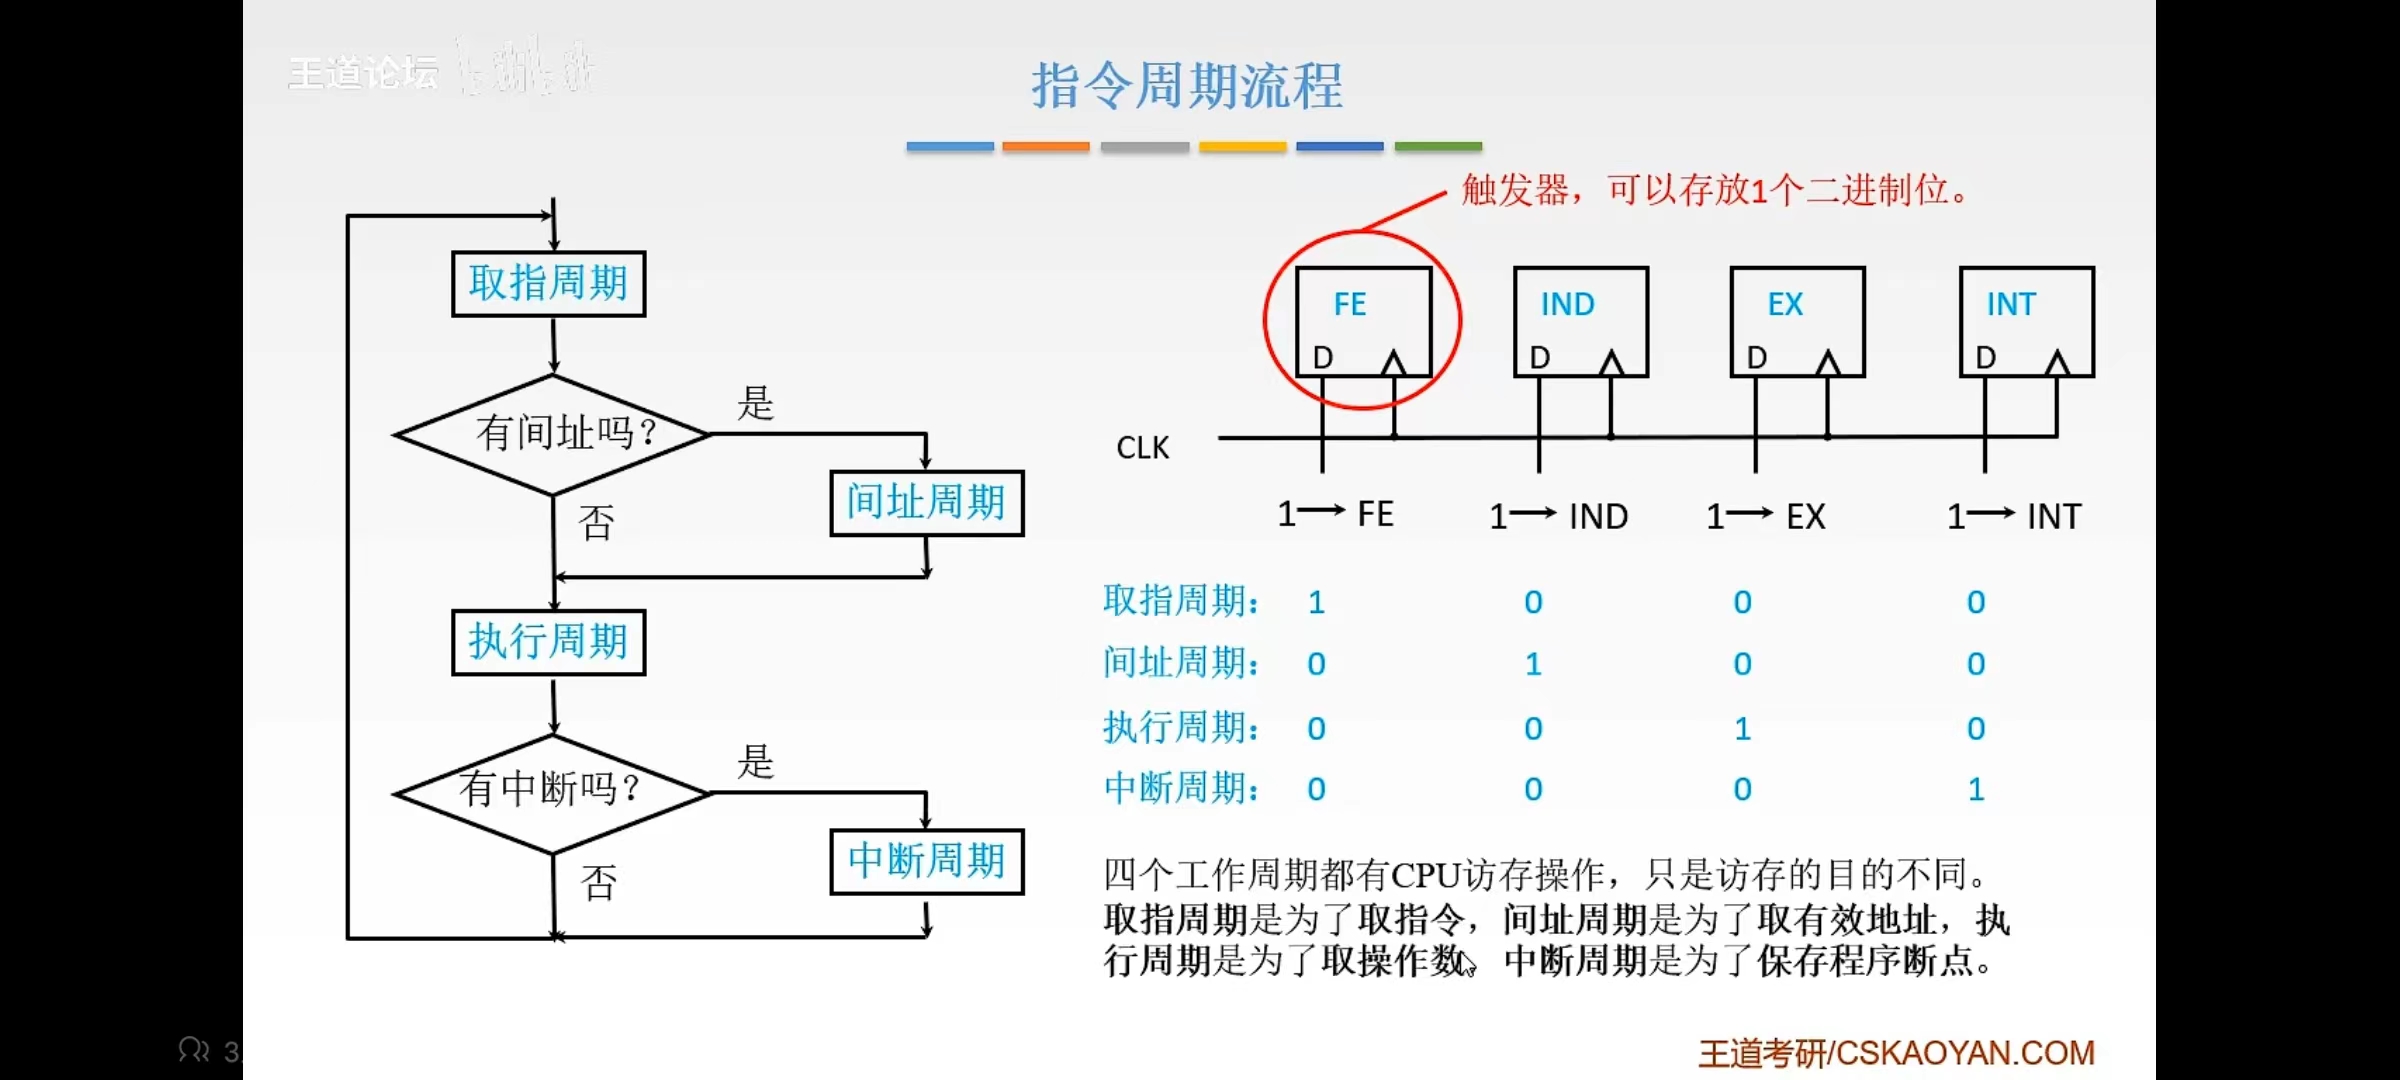 王道论坛
指令周期流程
触发器，可以存放1个二进制位。
取指周期
有间址吗？
是
间址周期
否
执行周期
有中断吗？
是
中断周期
否
FE IND EX INT
D D D D
CLK
1→ FE 1→ IND 1→ EX 1→ INT
取指周期： 1 0 0 0
间址周期： 0 1 0 0
执行周期： 0 0 1 0
中断周期： 0 0 0 1
四个工作周期都有CPU访存操作，只是访存的目的不同。
取指周期是为了取指令，间址周期是为了取有效地址，执
行周期是为了取操作数，中断周期是为了保存程序断点。
王道考研/CSKAOYAN.COM
3